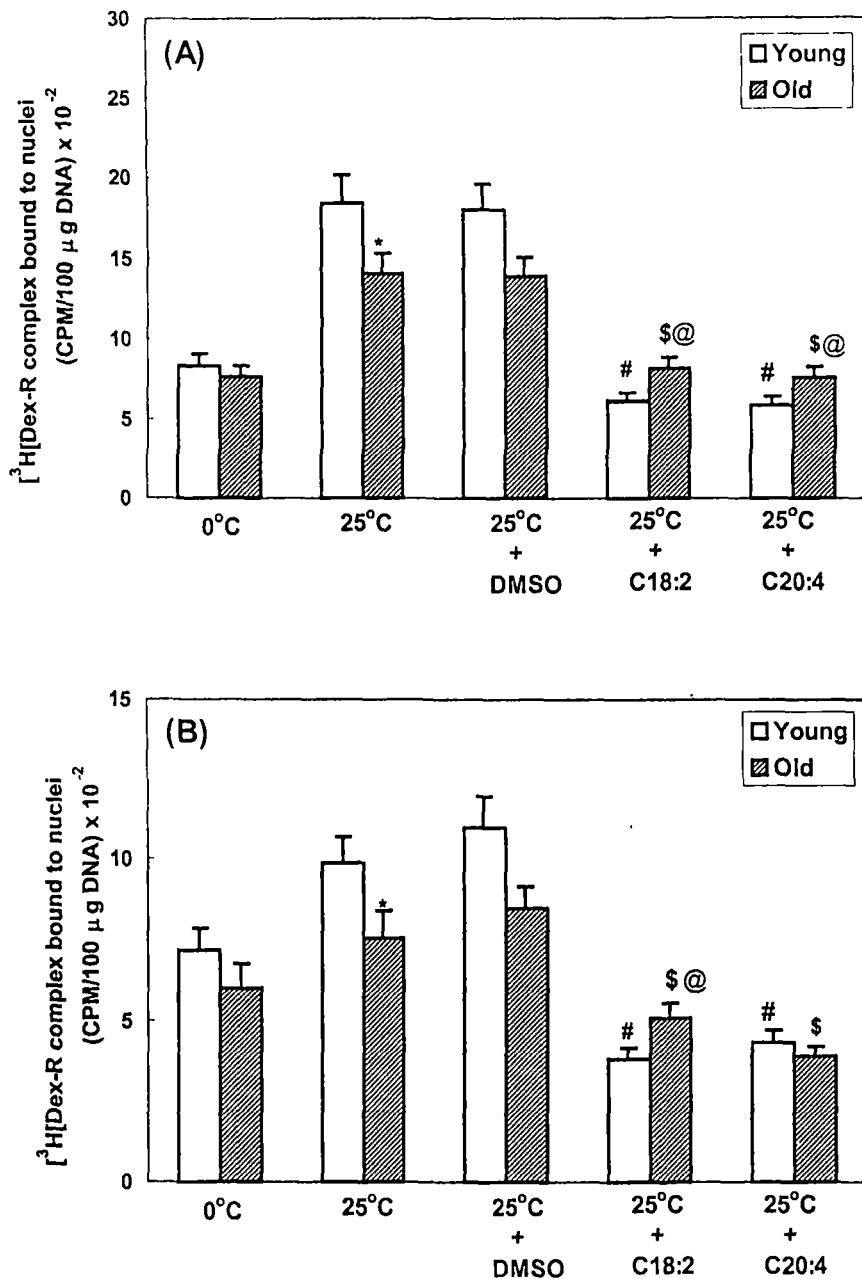 (A)
Young
Old
[³H[Dex-R complex bound to nuclei
(CPM/100 μg DNA) x 10⁻²
30
25
20
15
10
5
0
*
#
$@
#
$@
0°C
25°C
25°C
+
DMSO
25°C
+
C18:2
25°C
+
C20:4
(B)
Young
Old
[³H[Dex-R complex bound to nuclei
(CPM/100 μg DNA) x 10⁻²
15
10
5
0
*
#
$@
#
$
0°C
25°C
25°C
+
DMSO
25°C
+
C18:2
25°C
+
C20:4